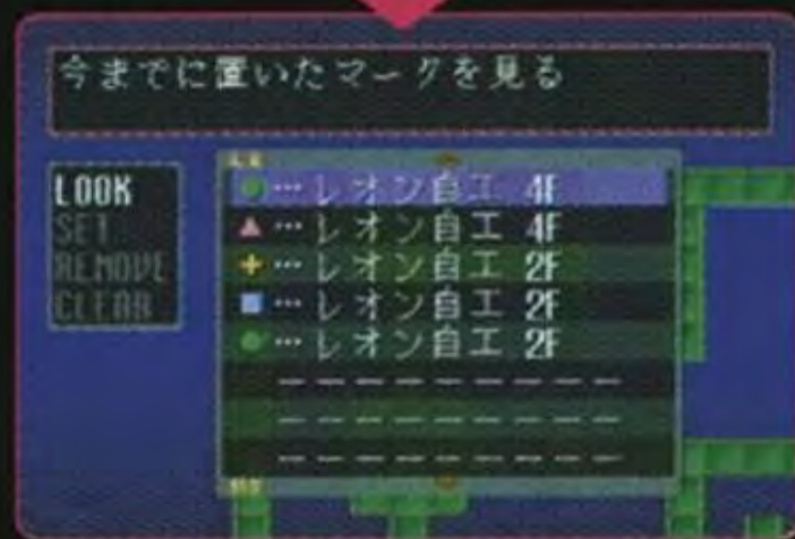 今までに置いたマークを見る
LOOK
SET
REMOVE
CLEAR
●…レオン自工 4F
▲…レオン自工 4F
+…レオン自工 2F
■…レオン自工 2F
●…レオン自工 2F
— — — — — — — — —
— — — — — — — — —
— — — — — — — — —